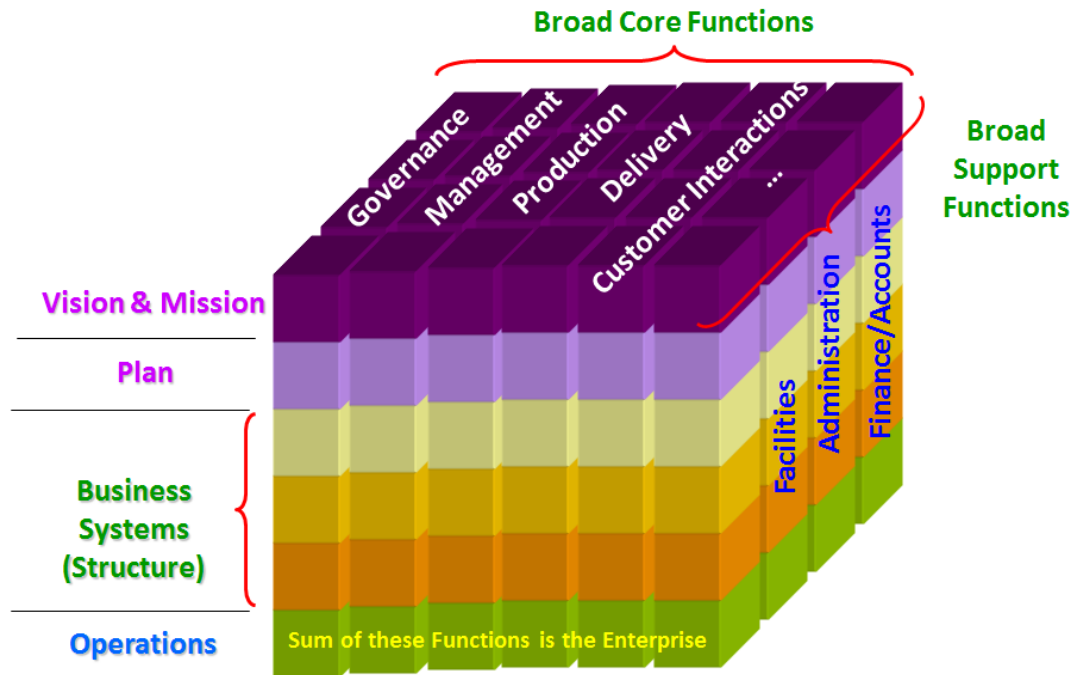 Broad Core Functions
Broad
Support
Functions
Governance
Management
Production
Delivery
Customer Interactions
...
Vision & Mission
Plan
Business
Systems
(Structure)
Operations
Facilities
Administration
Finance/Accounts
Sum of these Functions is the Enterprise